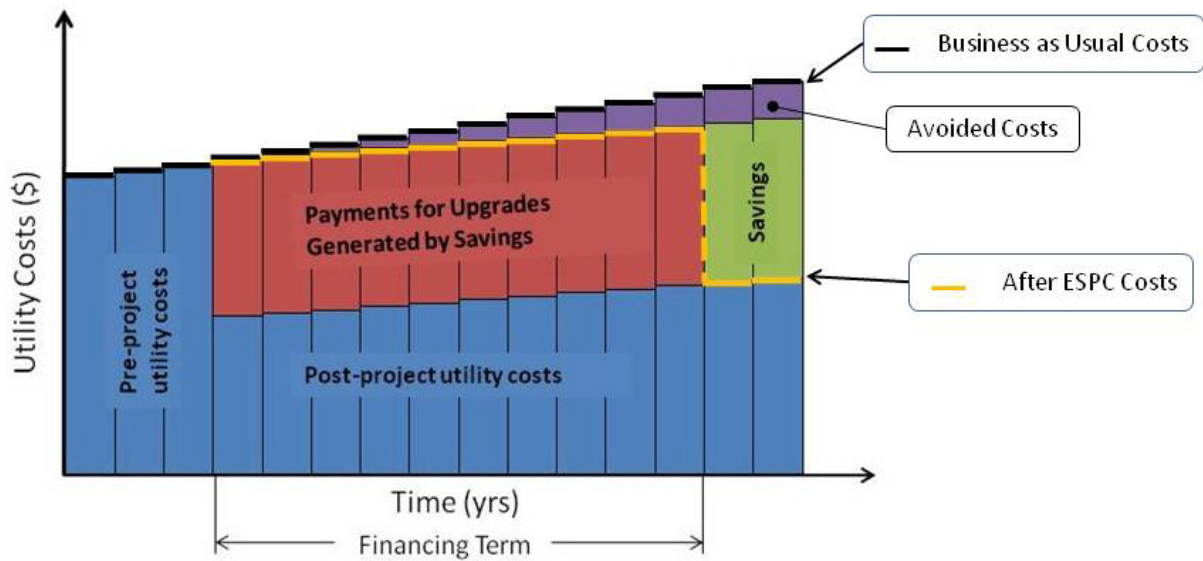 Utility Costs ($)
Business as Usual Costs
Avoided Costs
Payments for Upgrades
Generated by Savings
Savings
After ESPC Costs
Pre-project
utility costs
Post-project utility costs
Time (yrs)
Financing Term